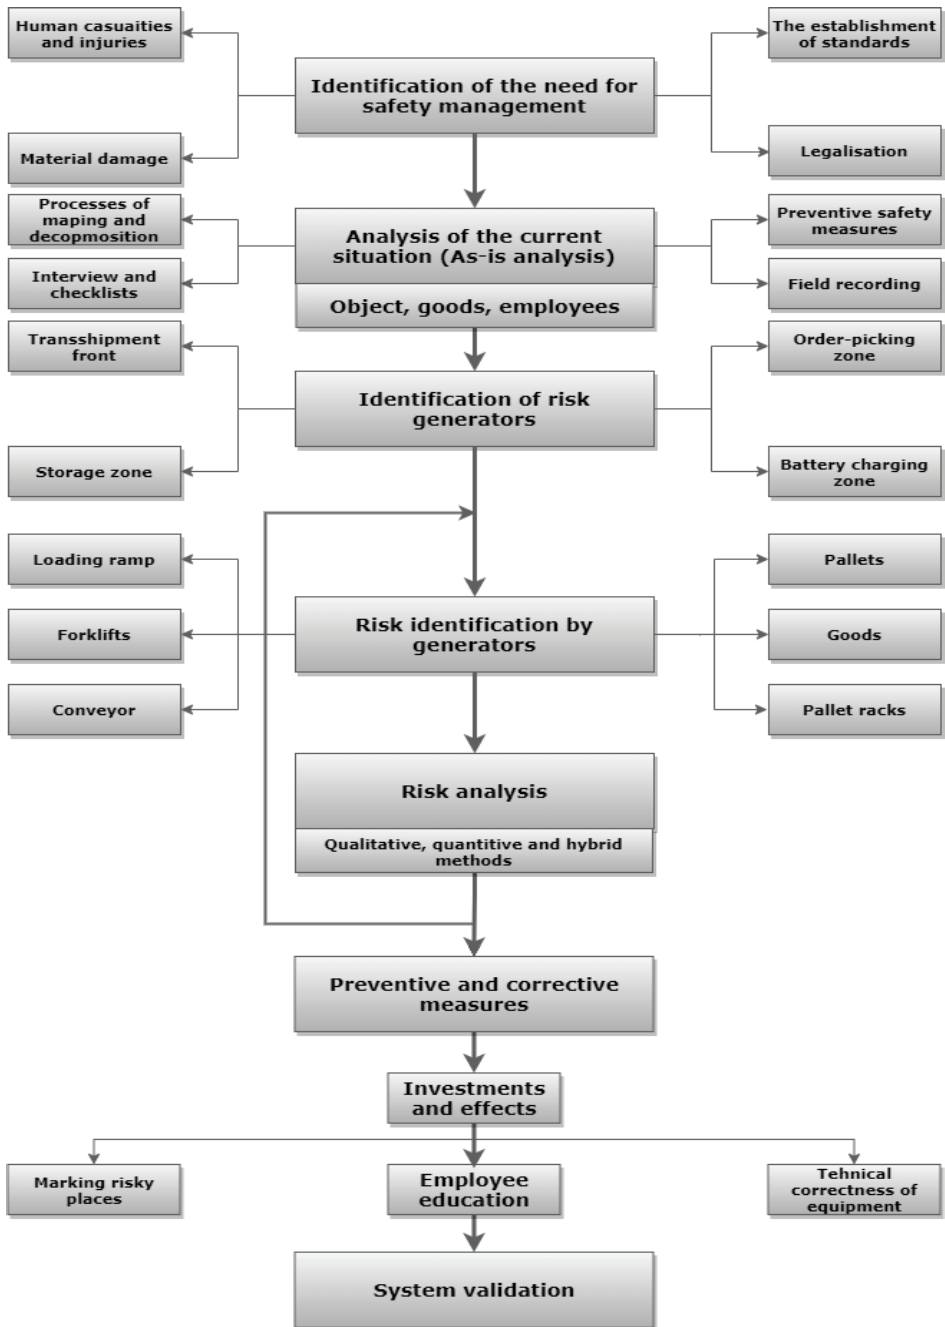 Human casuaities
and injuries
The establishment
of standards
Identification of the need for
safety management
Material damage
Legalisation
Processes of
maping and
decopmosition
Preventive safety
measures
Analysis of the current
situation (As-is analysis)
Interview and
checklists
Field recording
Object, goods, employees
Transshipment
front
Order-picking
zone
Identification of risk
generators
Storage zone
Battery charging
zone
Loading ramp
Pallets
Risk identification by
generators
Forklifts
Goods
Conveyor
Pallet racks
Risk analysis
Qualitative, quantitive and hybrid
methods
Preventive and corrective
measures
Investments
and effects
Marking risky
places
Employee
education
Tehnical
correctness of
equipment
System validation